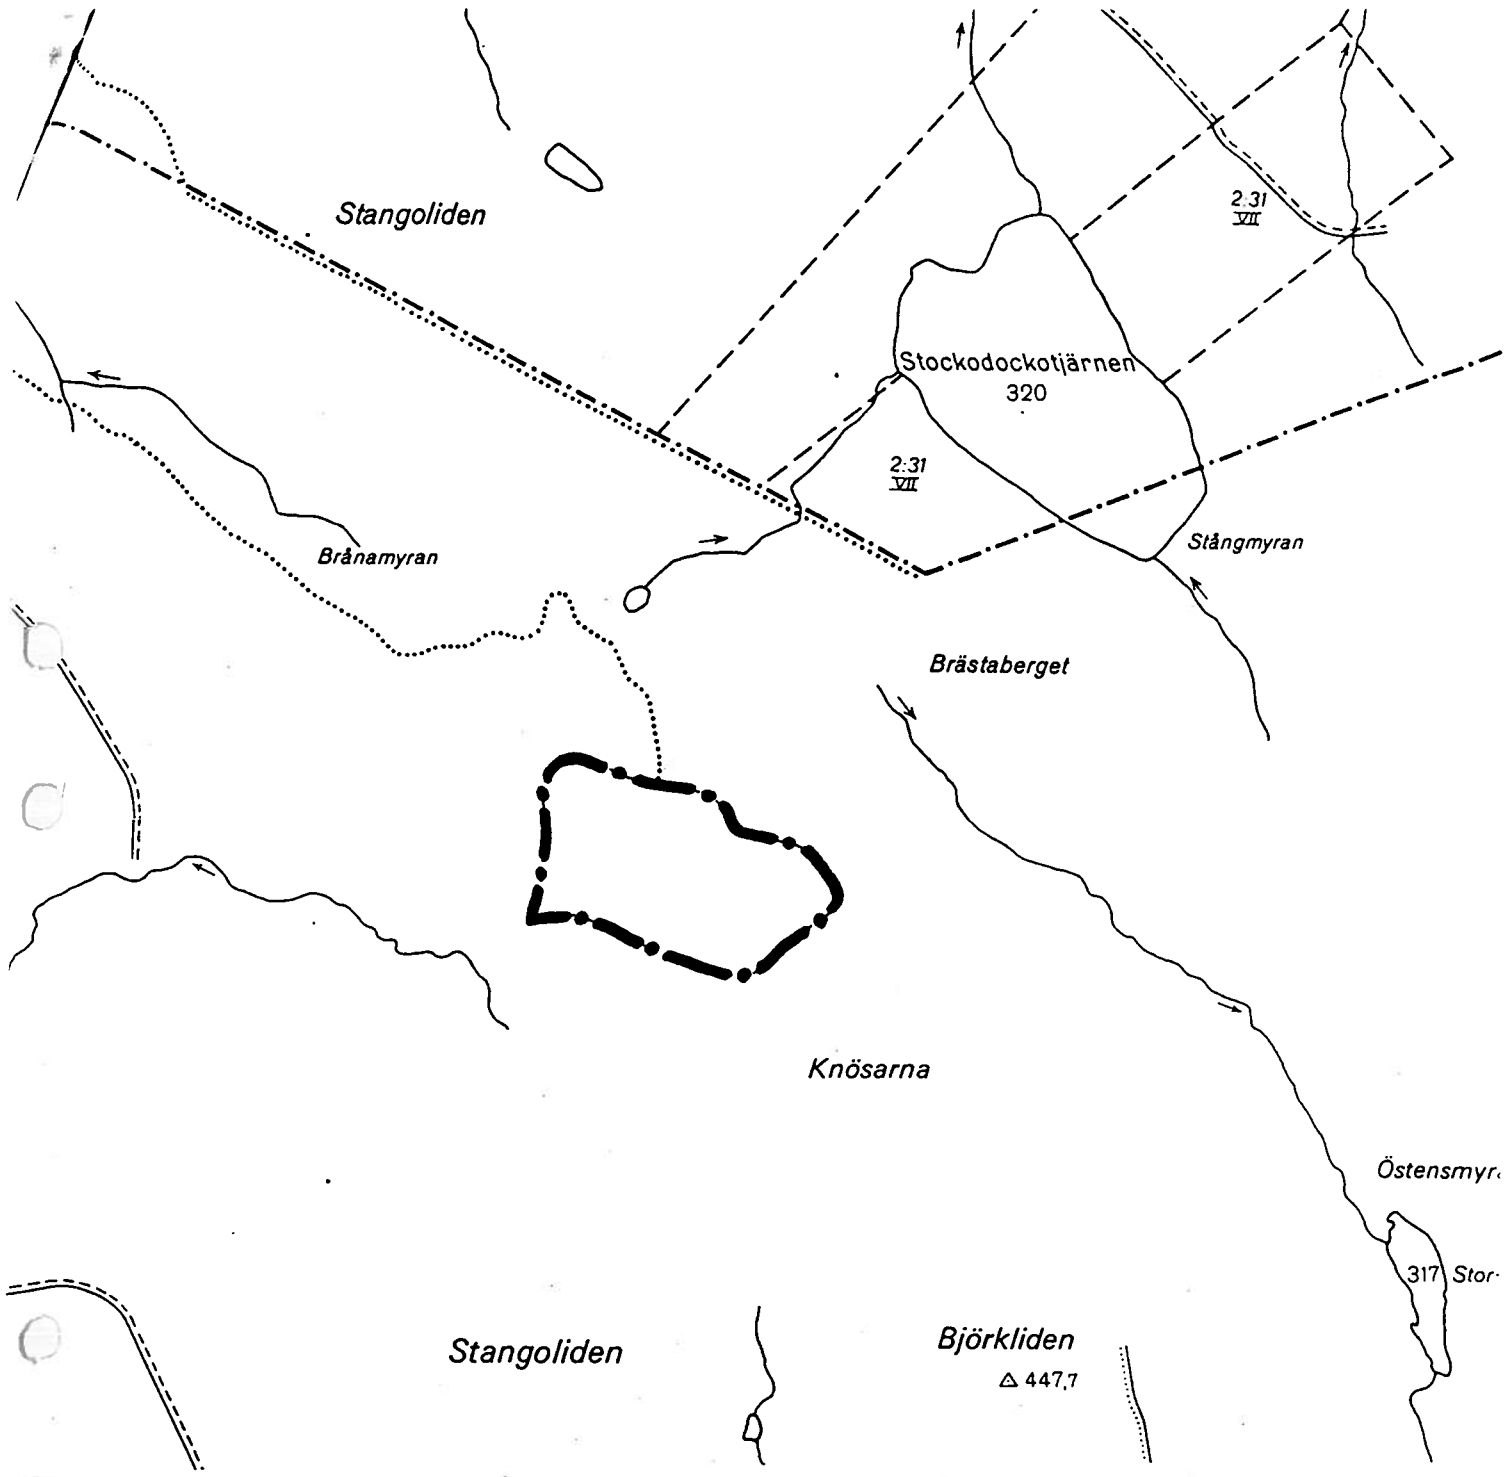 Stangoliden
2:31
VII
Stockodockotjärnen
320
2:31
VII
Brånamyran
Stångmyran
Brästaberget
Knösarna
Östensmyr
317 Stor-
Stangoliden
Björkliden
447,7